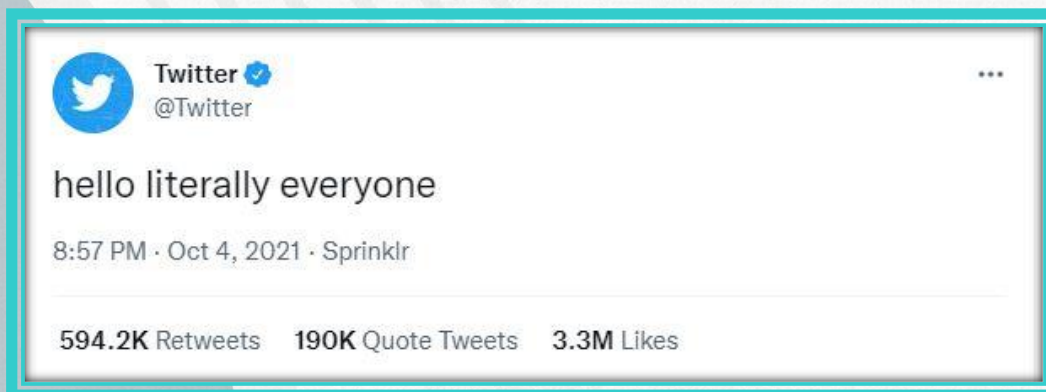 Twitter
@Twitter
hello literally everyone
8:57 PM · Oct 4, 2021 · Sprinklr
594.2K Retweets 190K Quote Tweets 3.3M Likes